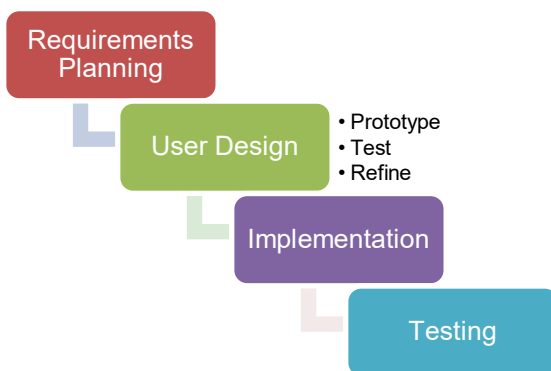 Requirements
Planning
User Design
• Prototype
• Test
• Refine
Implementation
Testing